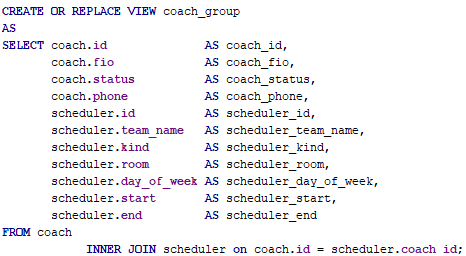 CREATE OR REPLACE VIEW coach_group
AS
SELECT coach.id AS coach_id,
coach.fio AS coach_fio,
coach.status AS coach_status,
coach.phone AS coach_phone,
scheduler.id AS scheduler_id,
scheduler.team_name AS scheduler_team_name,
scheduler.kind AS scheduler_kind,
scheduler.room AS scheduler_room,
scheduler.day_of_week AS scheduler_day_of_week,
scheduler.start AS scheduler_start,
scheduler.end AS scheduler_end
FROM coach
INNER JOIN scheduler on coach.id = scheduler.coach_id;